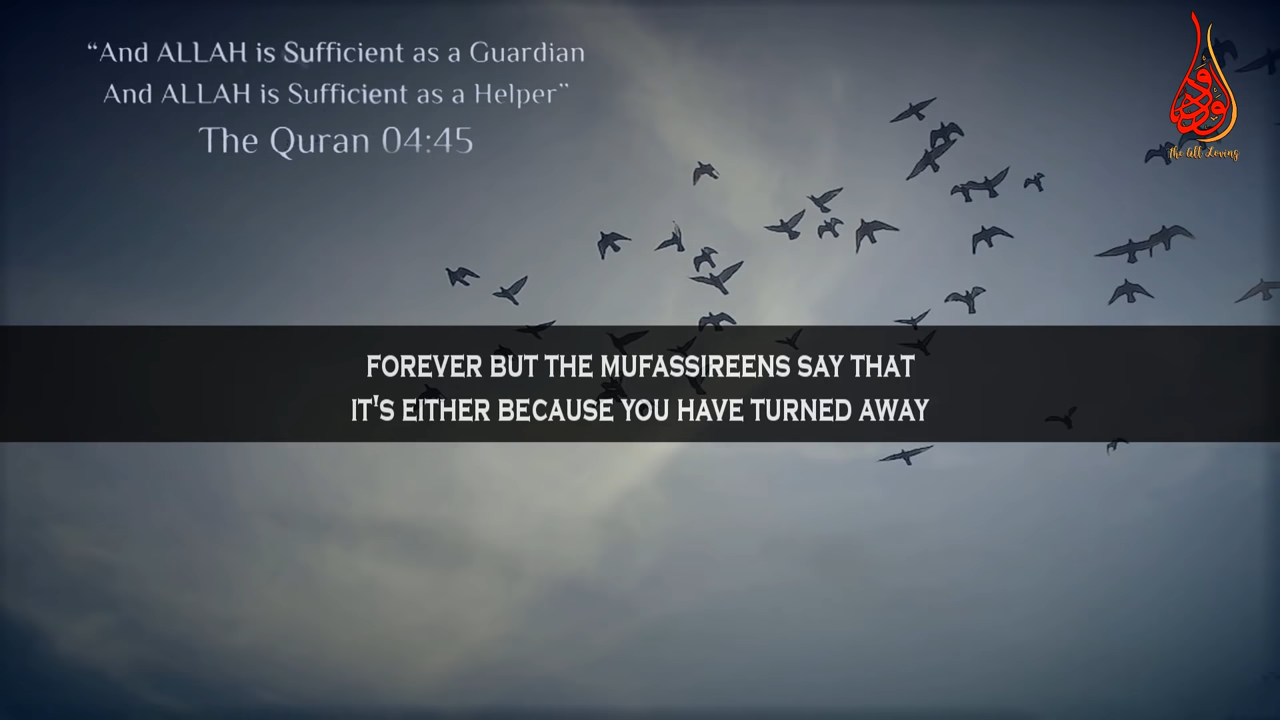 “And ALLAH is Sufficient as a Guardian
And ALLAH is Sufficient as a Helper”
The Quran 04:45
الودود
the All Loving
FOREVER BUT THE MUFASSIREENS SAY THAT
IT'S EITHER BECAUSE YOU HAVE TURNED AWAY